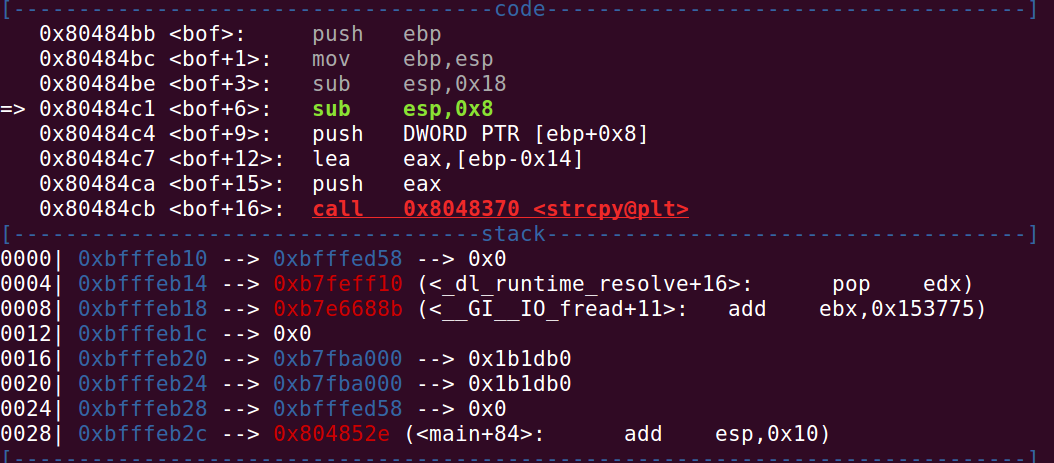 [-------------------------------------code-------------------------------------]
   0x80484bb <bof>:	push   ebp
   0x80484bc <bof+1>:	mov    ebp,esp
   0x80484be <bof+3>:	sub    esp,0x18
=> 0x80484c1 <bof+6>:	sub    esp,0x8
   0x80484c4 <bof+9>:	push   DWORD PTR [ebp+0x8]
   0x80484c7 <bof+12>:	lea    eax,[ebp-0x14]
   0x80484ca <bof+15>:	push   eax
   0x80484cb <bof+16>:	call   0x8048370 <strcpy@plt>
[------------------------------------stack-------------------------------------]
0000| 0xbfffeb10 --> 0xbfffed58 --> 0x0
0004| 0xbfffeb14 --> 0xb7feff10 (<_dl_runtime_resolve+16>:	pop    edx)
0008| 0xbfffeb18 --> 0xb7e6688b (<__GI__IO_fread+11>:	add    ebx,0x153775)
0012| 0xbfffeb1c --> 0x0
0016| 0xbfffeb20 --> 0xb7fba000 --> 0x1b1db0
0020| 0xbfffeb24 --> 0xb7fba000 --> 0x1b1db0
0024| 0xbfffeb28 --> 0xbfffed58 --> 0x0
0028| 0xbfffeb2c --> 0x804852e (<main+84>:	add    esp,0x10)
[------------------------------------------------------------------------------]